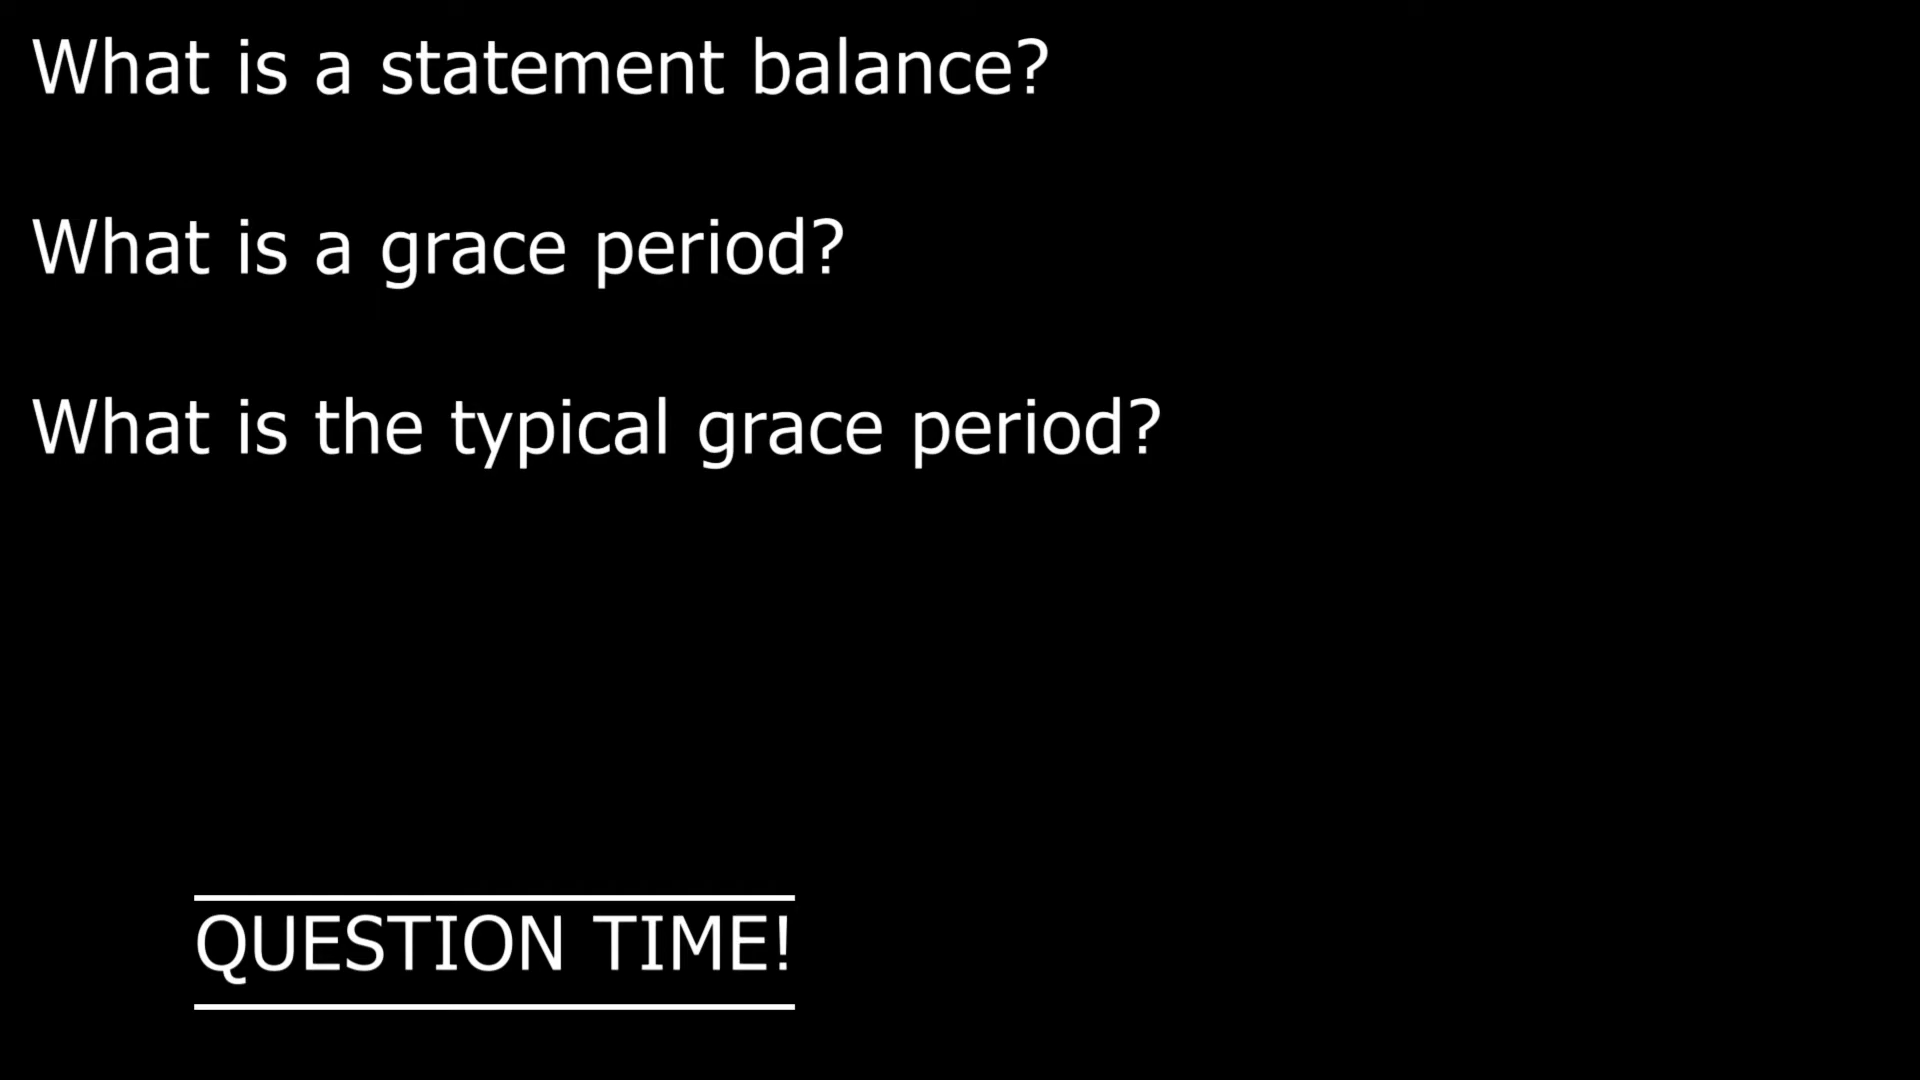 What is a statement balance?
What is a grace period?
What is the typical grace period?
QUESTION TIME!